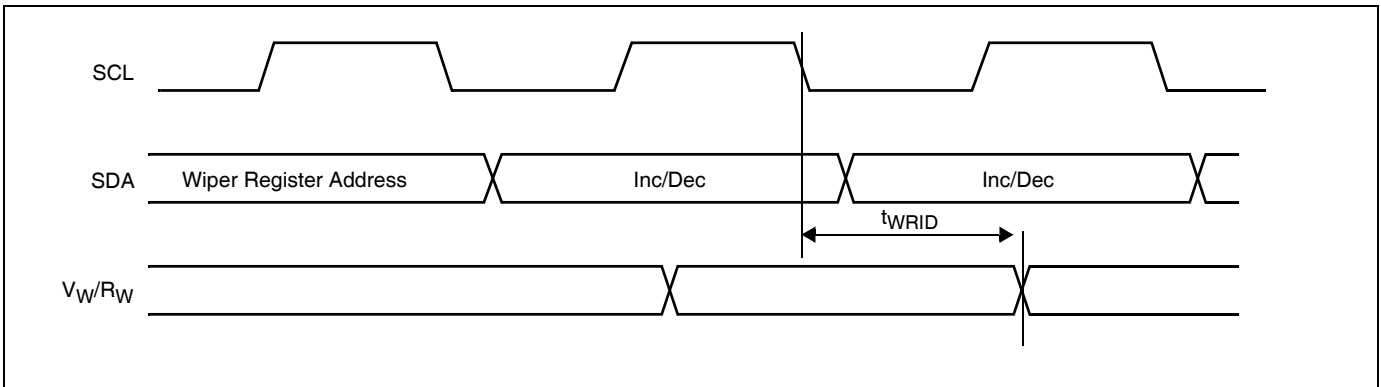 SCL
SDA
Wiper Register Address
Inc/Dec
Inc/Dec
tWRID
VW/RW